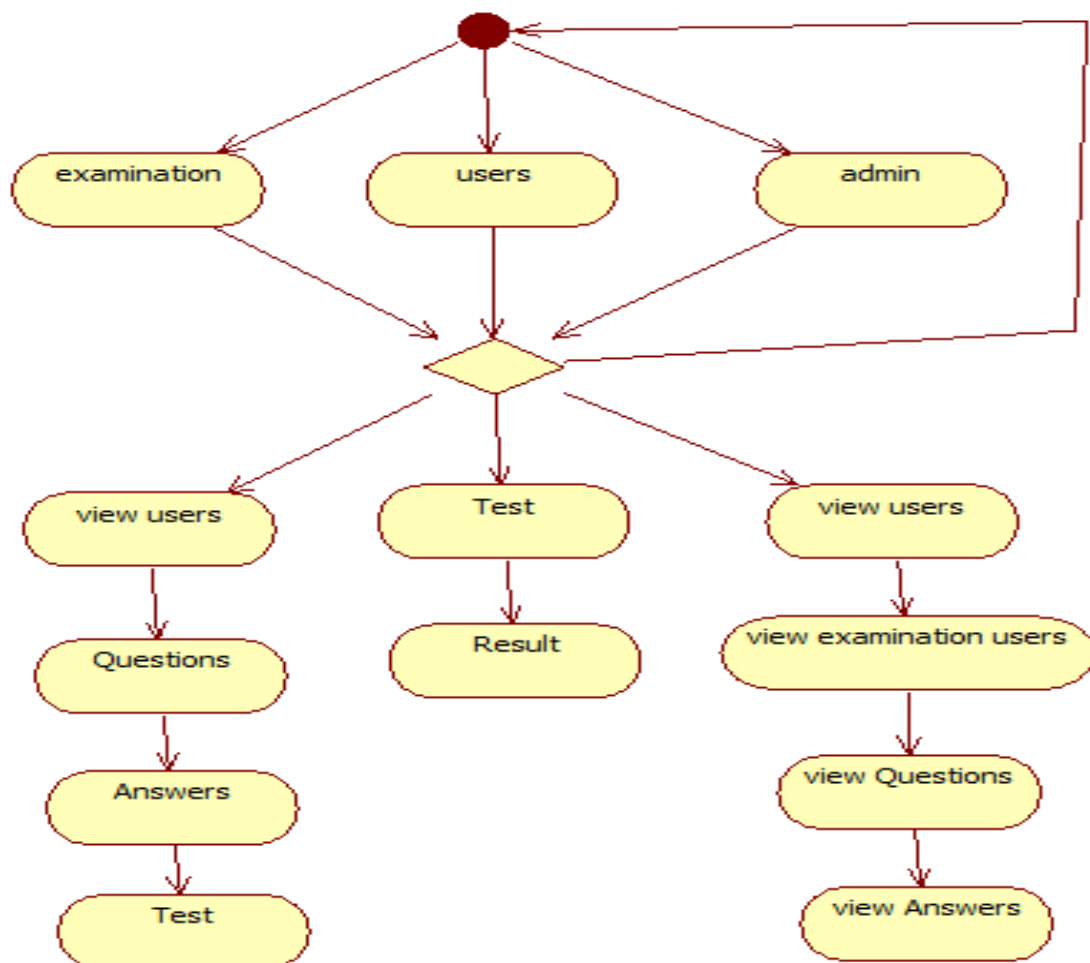 examination
users
admin
view users
Test
view users
Questions
Result
view examination users
Answers
view Questions
Test
view Answers